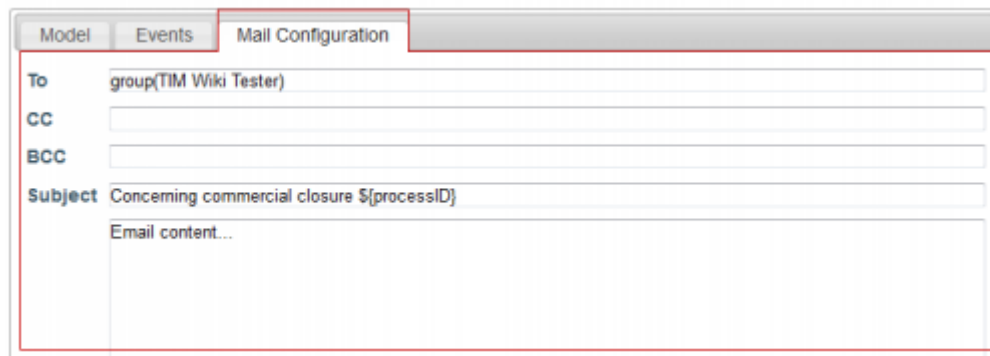 Model Events Mail Configuration
To group(TIM Wiki Tester)
CC
BCC
Subject Concerning commercial closure ${processID}
Email content...